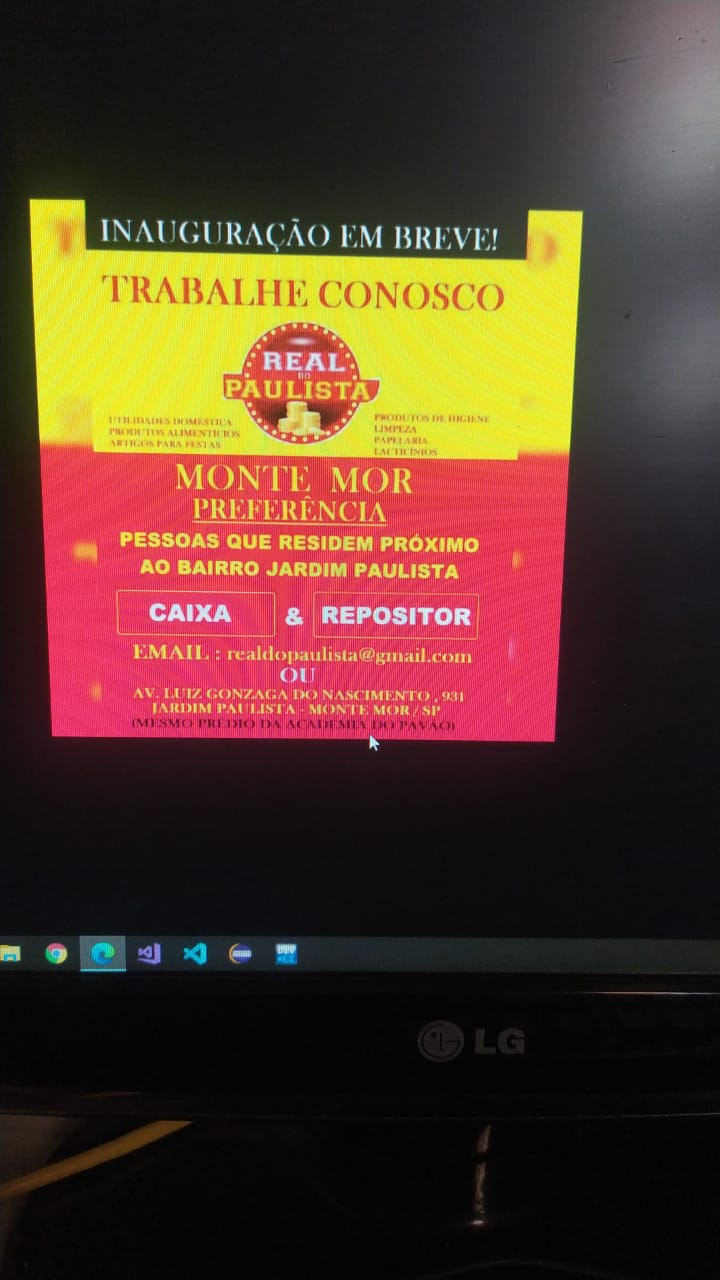 INAUGURAÇÃO EM BREVE!
TRABALHE CONOSCO
REAL
DO
PAULISTA
UTILIDADES DOMÉSTICA
PRODUTOS ALIMENTICIOS
ARTIGOS PARA FESTAS
PRODUTOS DE HIGIENE
LIMPEZA
PAPELARIA
LACTICÍNIOS
MONTE MOR
PREFERÊNCIA
PESSOAS QUE RESIDEM PRÓXIMO
AO BAIRRO JARDIM PAULISTA
CAIXA & REPOSITOR
EMAIL : realdopaulista@gmail.com
OU
AV. LUIZ GONZAGA DO NASCIMENTO , 931
JARDIM PAULISTA - MONTE MOR / SP
(MESMO PRÉDIO DA ACADEMIA DO PAVÃO)
LG